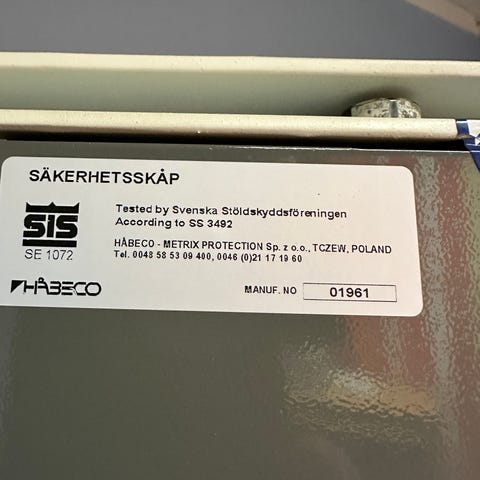 SÄKERHETSSKÅP
SIS
SE 1072
Tested by Svenska Stöldskyddsföreningen
According to SS 3492
HÅBECO - METRIX PROTECTION Sp. z o.o., TCZEW, POLAND
Tel. 0048 58 53 09 400, 0046 (0)21 17 19 60
HÅBECO
MANUF. NO 01961